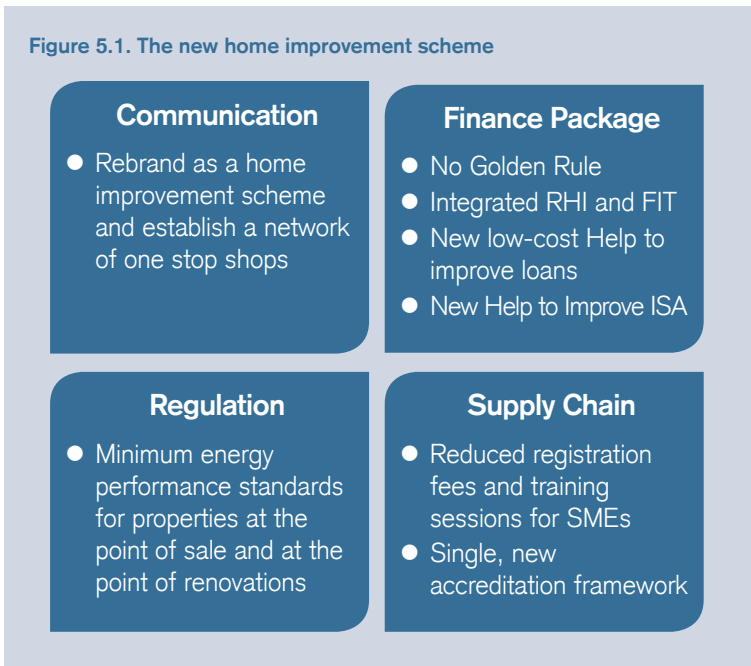 Figure 5.1. The new home improvement scheme
Communication
● Rebrand as a home
improvement scheme
and establish a network
of one stop shops
Finance Package
● No Golden Rule
● Integrated RHI and FIT
● New low-cost Help to
improve loans
● New Help to Improve ISA
Regulation
● Minimum energy
performance standards
for properties at the
point of sale and at the
point of renovations
Supply Chain
● Reduced registration
fees and training
sessions for SMEs
● Single, new
accreditation framework